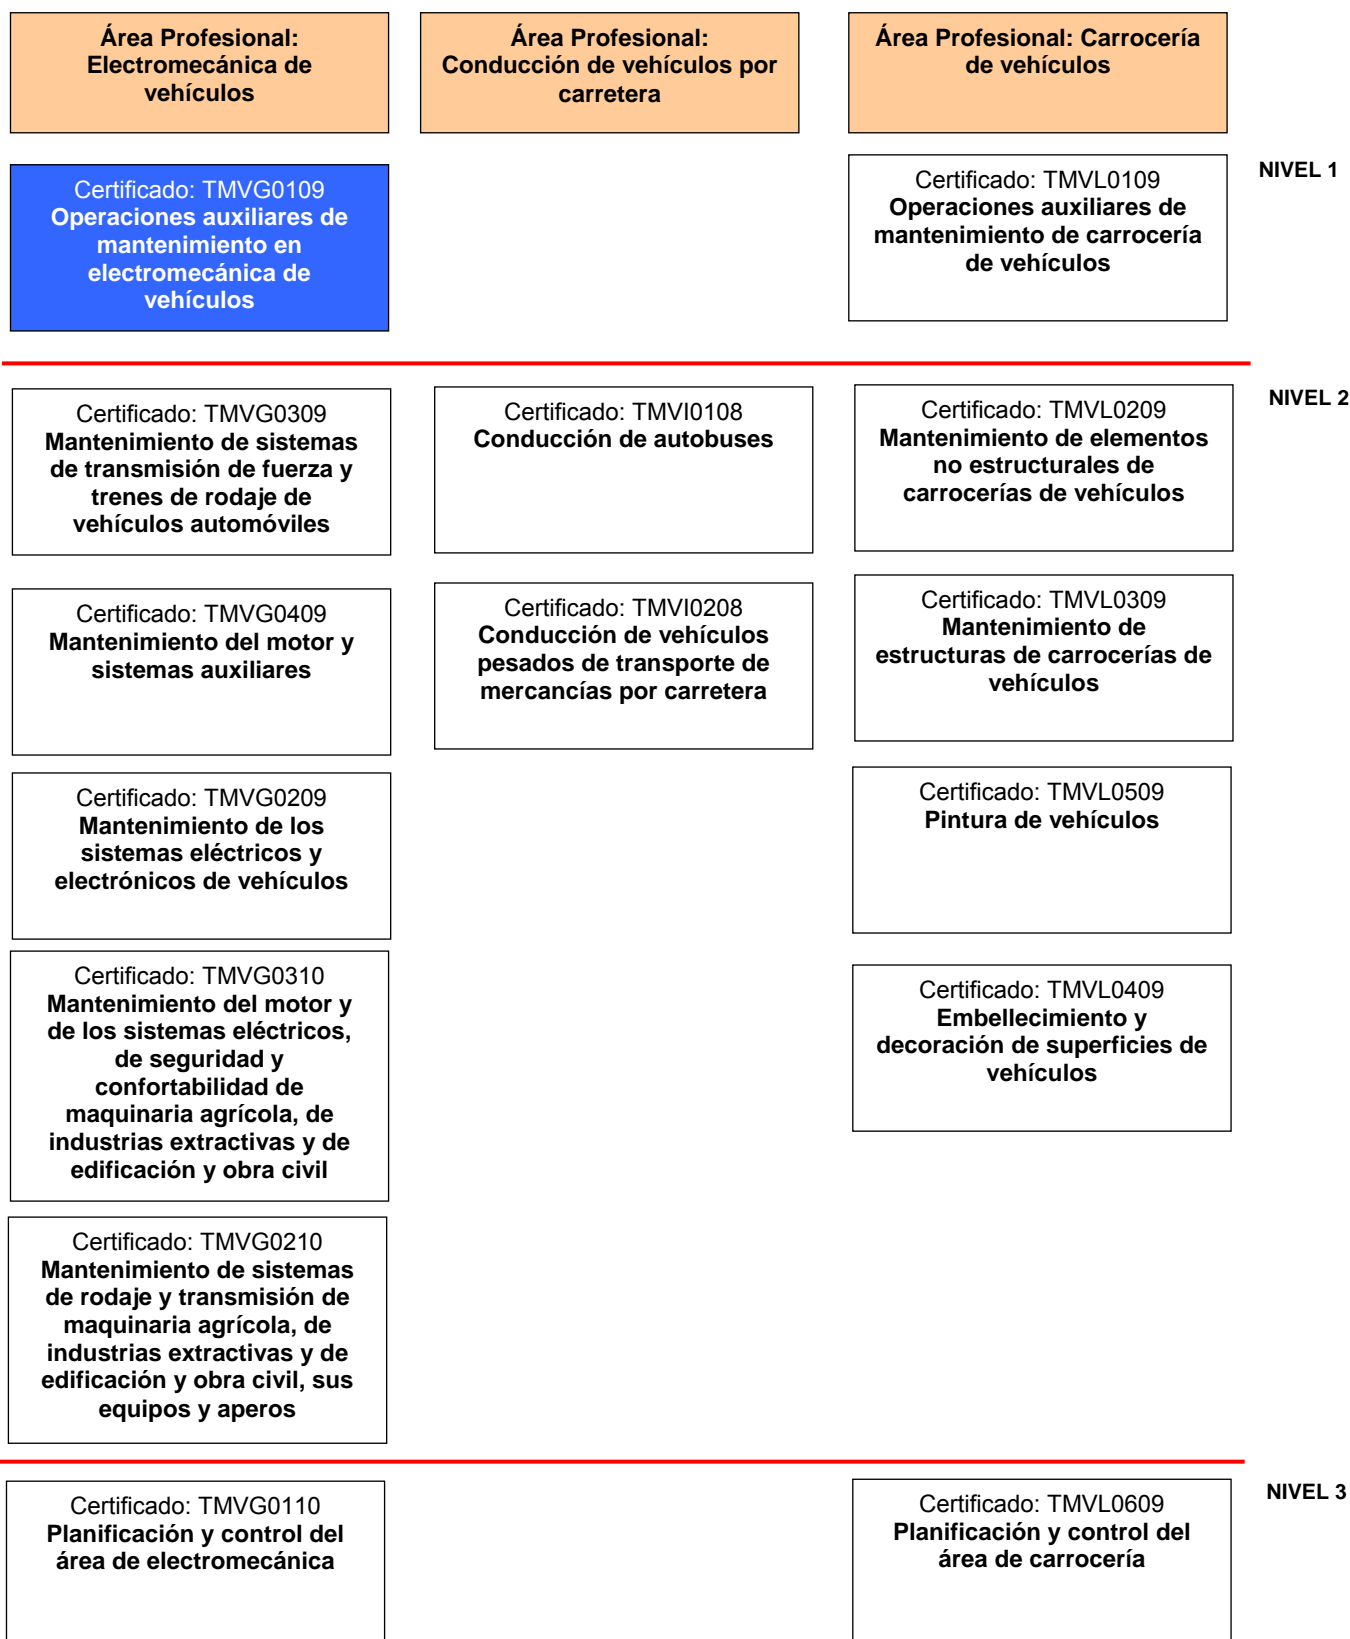 Área Profesional:
Electromecánica de
vehículos
Área Profesional:
Conducción de vehículos por
carretera
Área Profesional: Carrocería
de vehículos
NIVEL 1
Certificado: TMVG0109
Operaciones auxiliares de
mantenimiento en
electromecánica de
vehículos
Certificado: TMVL0109
Operaciones auxiliares de
mantenimiento de carrocería
de vehículos
NIVEL 2
Certificado: TMVG0309
Mantenimiento de sistemas
de transmisión de fuerza y
trenes de rodaje de
vehículos automóviles
Certificado: TMVI0108
Conducción de autobuses
Certificado: TMVL0209
Mantenimiento de elementos
no estructurales de
carrocerías de vehículos
Certificado: TMVG0409
Mantenimiento del motor y
sistemas auxiliares
Certificado: TMVI0208
Conducción de vehículos
pesados de transporte de
mercancías por carretera
Certificado: TMVL0309
Mantenimiento de
estructuras de carrocerías de
vehículos
Certificado: TMVG0209
Mantenimiento de los
sistemas eléctricos y
electrónicos de vehículos
Certificado: TMVL0509
Pintura de vehículos
Certificado: TMVG0310
Mantenimiento del motor y
de los sistemas eléctricos,
de seguridad y
confortabilidad de
maquinaria agrícola, de
industrias extractivas y de
edificación y obra civil
Certificado: TMVL0409
Embellecimiento y
decoración de superficies de
vehículos
Certificado: TMVG0210
Mantenimiento de sistemas
de rodaje y transmisión de
maquinaria agrícola, de
industrias extractivas y de
edificación y obra civil, sus
equipos y aperos
NIVEL 3
Certificado: TMVG0110
Planificación y control del
área de electromecánica
Certificado: TMVL0609
Planificación y control del
área de carrocería